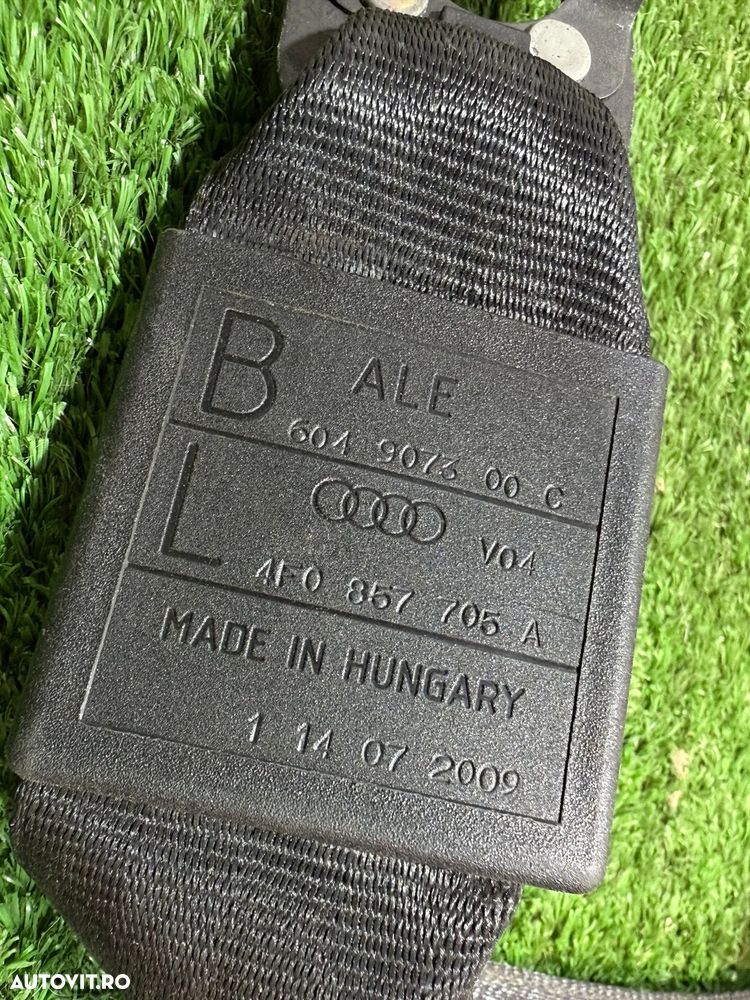 B ALE
604 9073 00 C
L V04
4F0 857 705 A
MADE IN HUNGARY
1 14 07 2009
AUTOVIT.RO